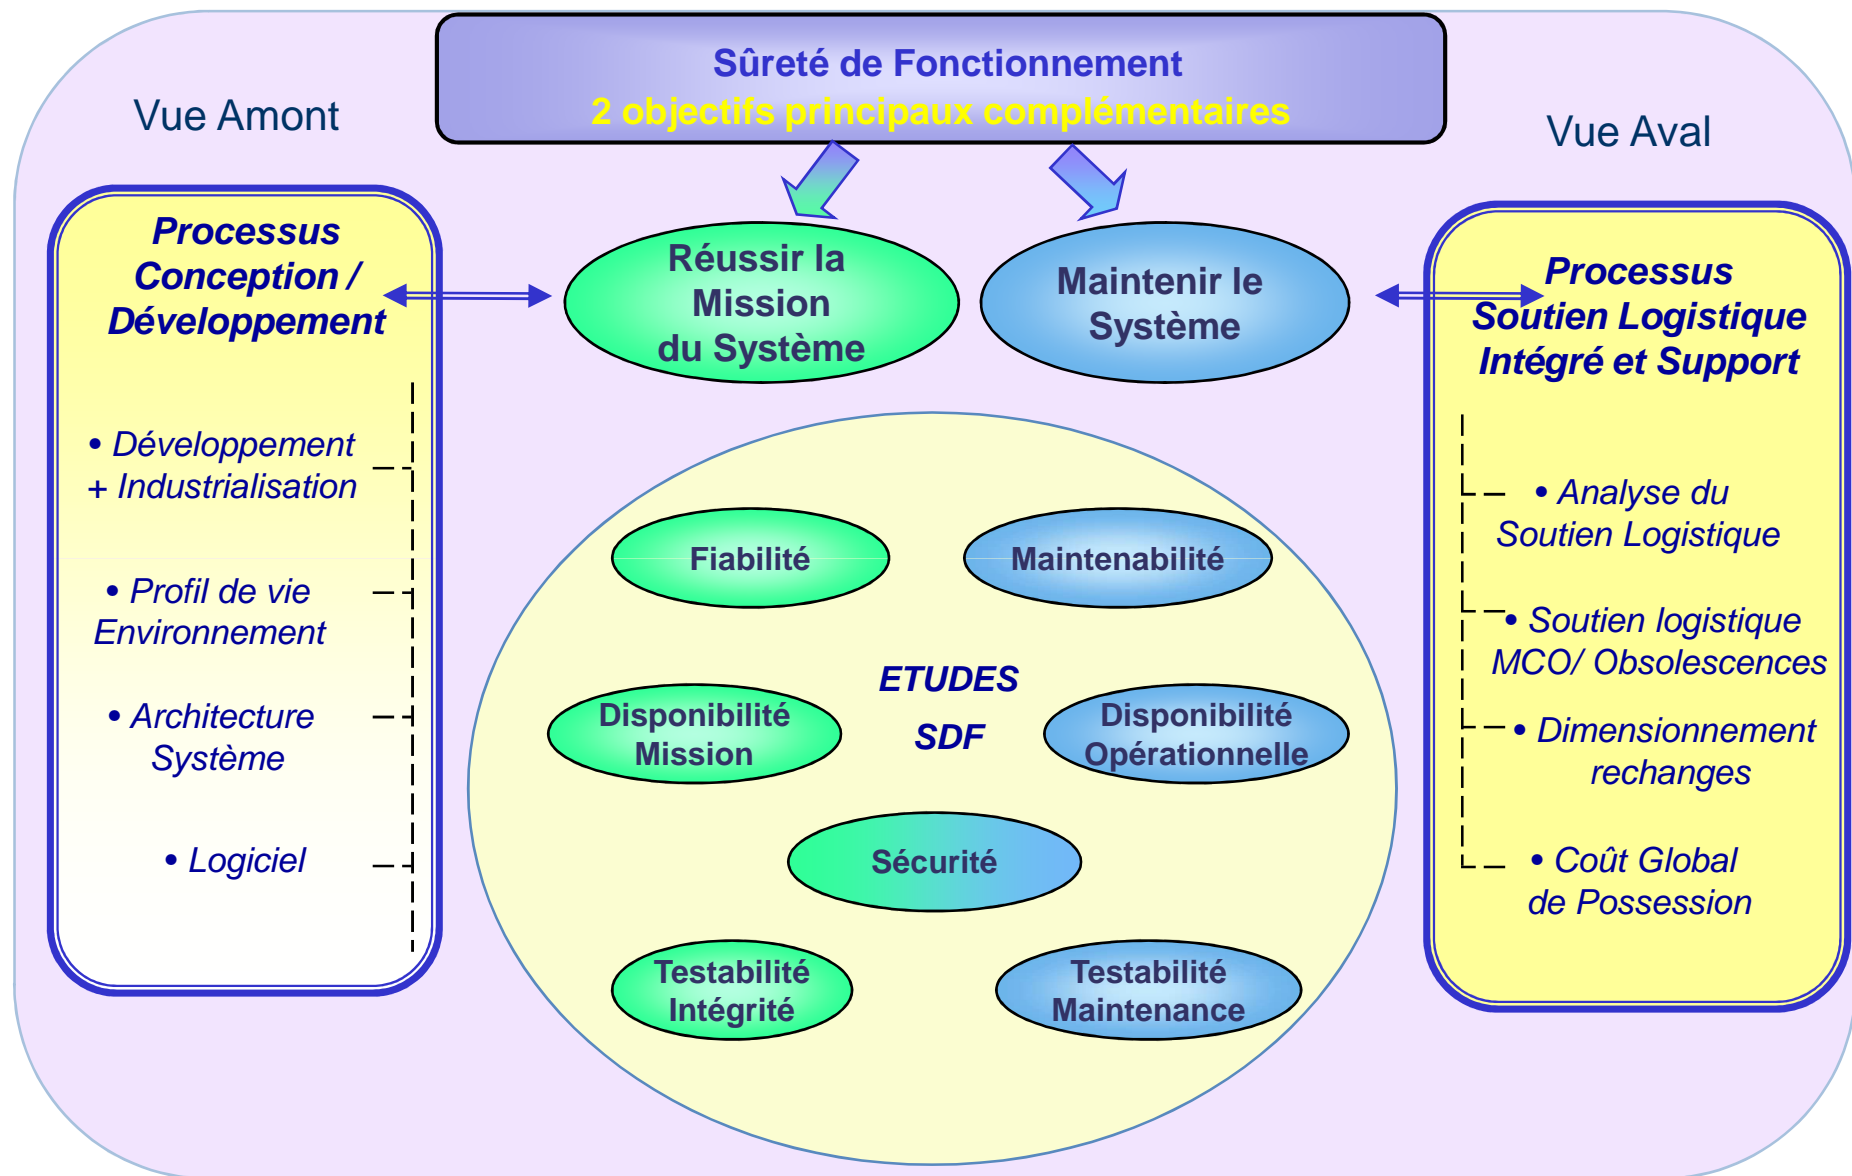 Sûreté de Fonctionnement
2 objectifs principaux complémentaires
Vue Amont
Vue Aval
Processus
Conception /
Développement
• Développement
+ Industrialisation
• Profil de vie
Environnement
• Architecture
Système
• Logiciel
Réussir la
Mission
du Système
Maintenir le
Système
Processus
Soutien Logistique
Intégré et Support
• Analyse du
Soutien Logistique
• Soutien logistique
MCO/ Obsolescences
• Dimensionnement
rechanges
• Coût Global
de Possession
Fiabilité
Maintenabilité
ETUDES
SDF
Disponibilité
Mission
Disponibilité
Opérationnelle
Sécurité
Testabilité
Intégrité
Testabilité
Maintenance